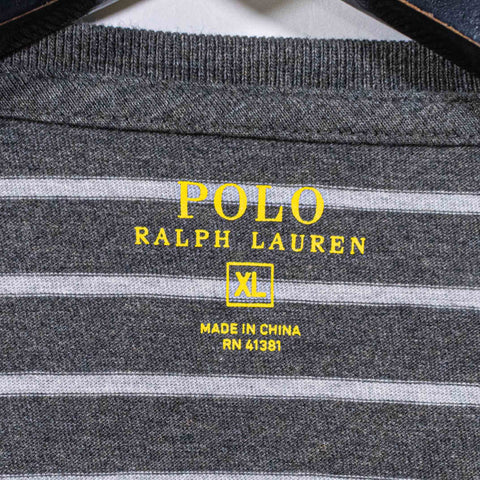 POLO
RALPH LAUREN
XL
MADE IN CHINA
RN 41381